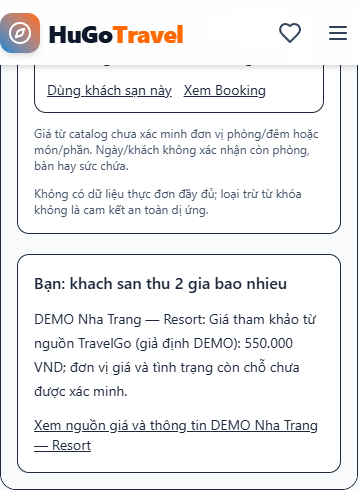 HuGoTravel
Dùng khách sạn này Xem Booking
Giá từ catalog chưa xác minh đơn vị phòng/đêm hoặc
món/phần. Ngày/khách không xác nhận còn phòng,
bàn hay sức chứa.
Không có dữ liệu thực đơn đầy đủ; loại trừ từ khóa
không là cam kết an toàn dị ứng.
Bạn: khach san thu 2 gia bao nhieu
DEMO Nha Trang — Resort: Giá tham khảo từ
nguồn TravelGo (giả định DEMO): 550.000
VND; đơn vị giá và tình trạng còn chỗ chưa
được xác minh.
Xem nguồn giá và thông tin DEMO Nha Trang
— Resort